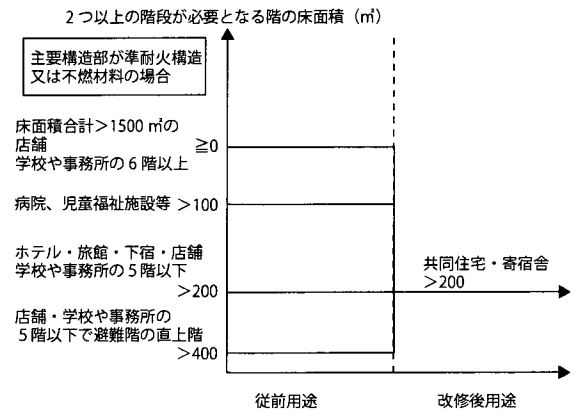 2つ以上の階段が必要となる階の床面積（㎡）
主要構造部が準耐火構造
又は不燃材料の場合
床面積合計＞1500 ㎡の
店舗
学校や事務所の6階以上
≧0
病院、児童福祉施設等 ＞100
ホテル・旅館・下宿・店舗
学校や事務所の5階以下
＞200
共同住宅・寄宿舎
＞200
店舗・学校や事務所の
5階以下で避難階の直上階
＞400
従前用途
改修後用途